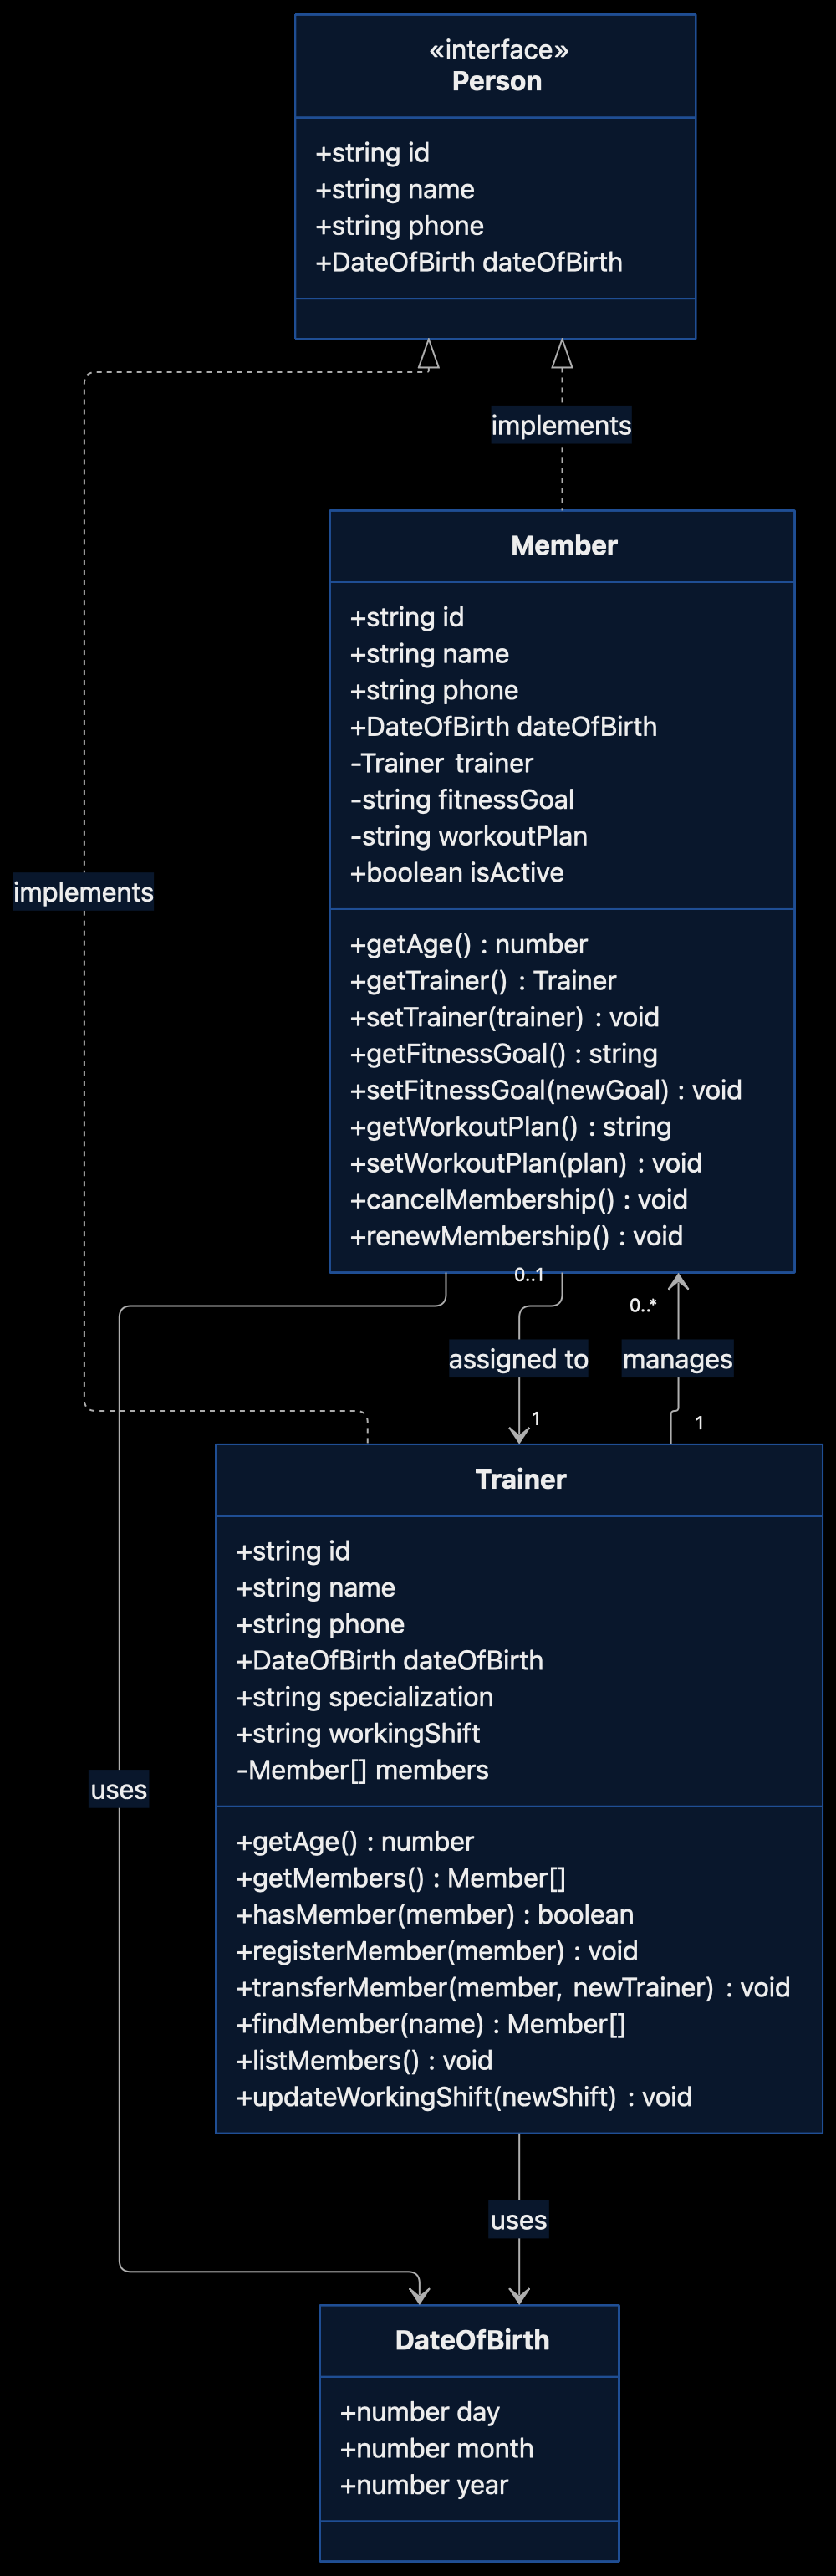 «interface»
Person
+string id
+string name
+string phone
+DateOfBirth dateOfBirth
implements
Member
+string id
+string name
+string phone
+DateOfBirth dateOfBirth
-Trainer trainer
-string fitnessGoal
-string workoutPlan
+boolean isActive
implements
+getAge() : number
+getTrainer() : Trainer
+setTrainer(trainer) : void
+getFitnessGoal() : string
+setFitnessGoal(newGoal) : void
+getWorkoutPlan() : string
+setWorkoutPlan(plan) : void
+cancelMembership() : void
+renewMembership() : void
0..1
0..*
assigned to
manages
1
1
Trainer
+string id
+string name
+string phone
+DateOfBirth dateOfBirth
+string specialization
+string workingShift
-Member[] members
uses
+getAge() : number
+getMembers() : Member[]
+hasMember(member) : boolean
+registerMember(member) : void
+transferMember(member, newTrainer) : void
+findMember(name) : Member[]
+listMembers() : void
+updateWorkingShift(newShift) : void
uses
DateOfBirth
+number day
+number month
+number year